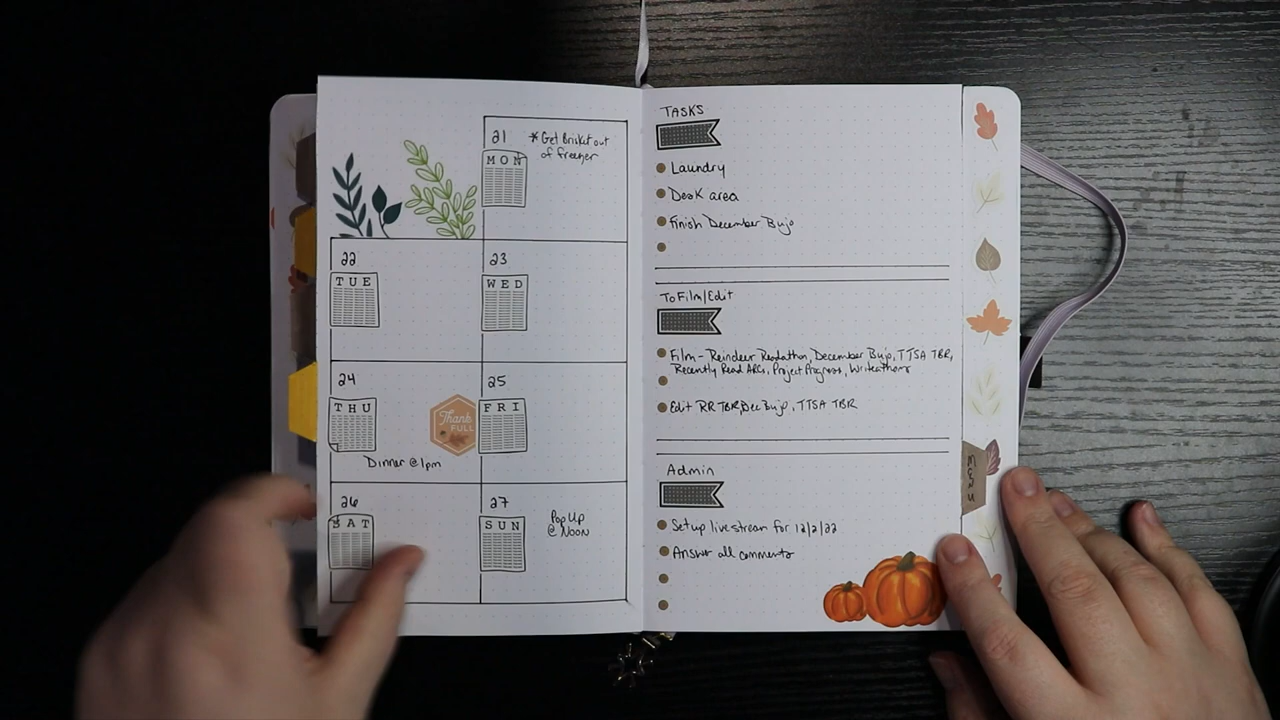 21
* Get Brisket out
of freezer
MON
22
TUE
23
WED
24
THU
Thank
FULL
Dinner @ 1pm
25
FRI
26
SAT
27
SUN
Pop Up
@ Noon
TASKS
Laundry
Desk area
Finish December Bujo
To Film/Edit
Film - Reindeer Readathon, December Bujo, TTSA TBR,
Recently Read ARCs, Project Progress, Writeathon
Edit RR TBR, Dec Bujo, TTSA TBR
Admin
Setup livestream for 12/2/22
Answer all comments
MENU